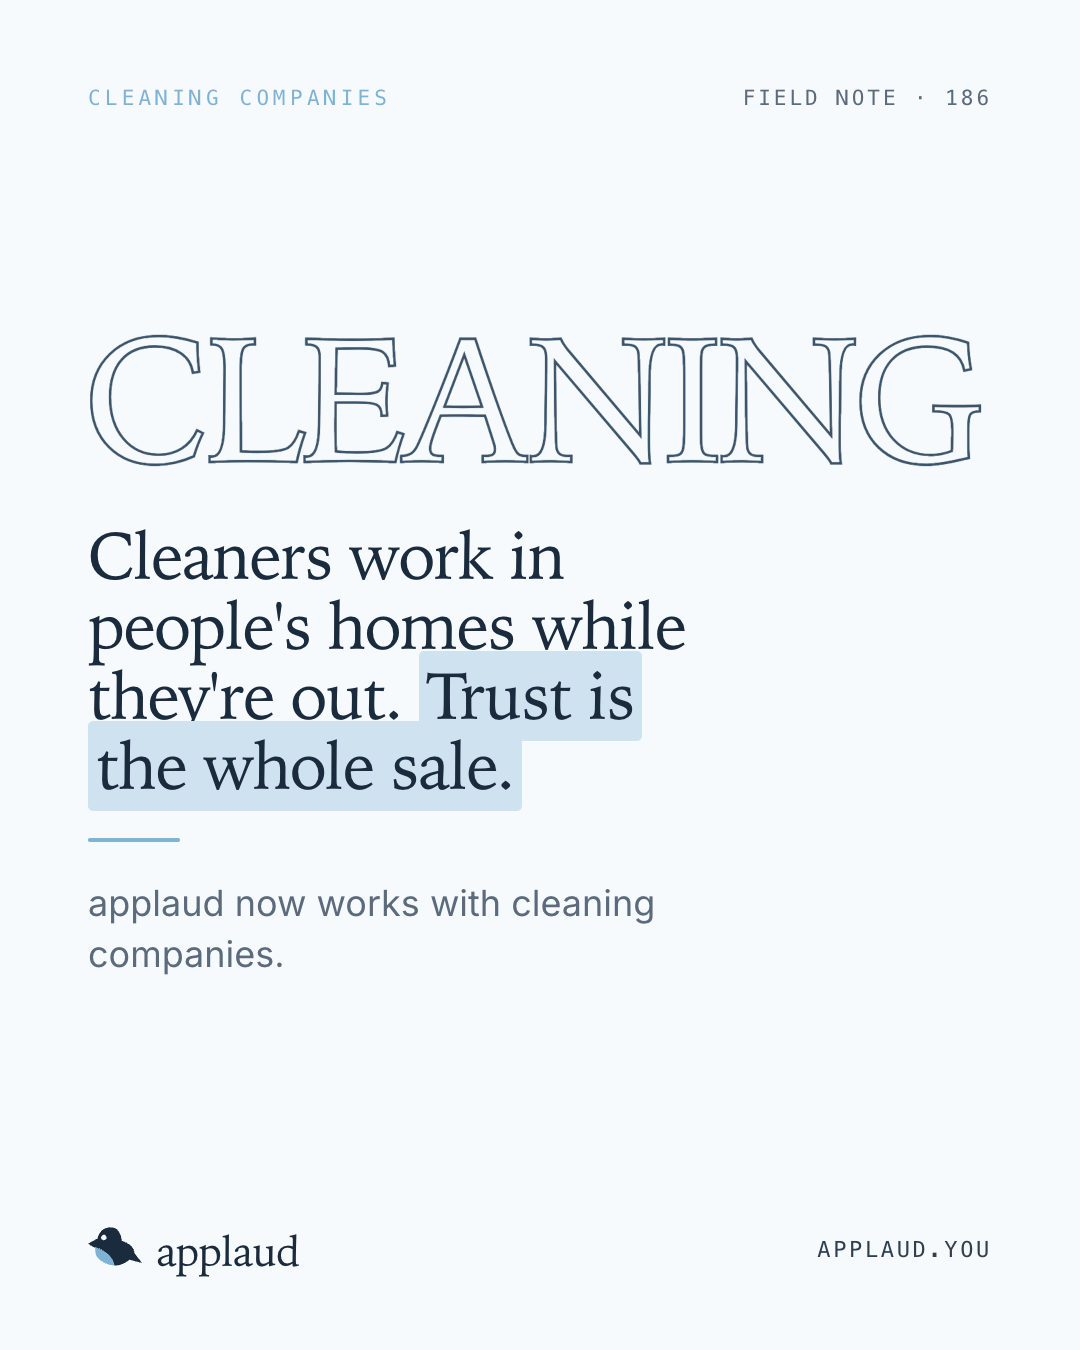 CLEANING COMPANIES
FIELD NOTE · 186
CLEANING
Cleaners work in
people's homes while
they're out. Trust is
the whole sale.
applaud now works with cleaning
companies.
applaud
APPLAUD.YOU